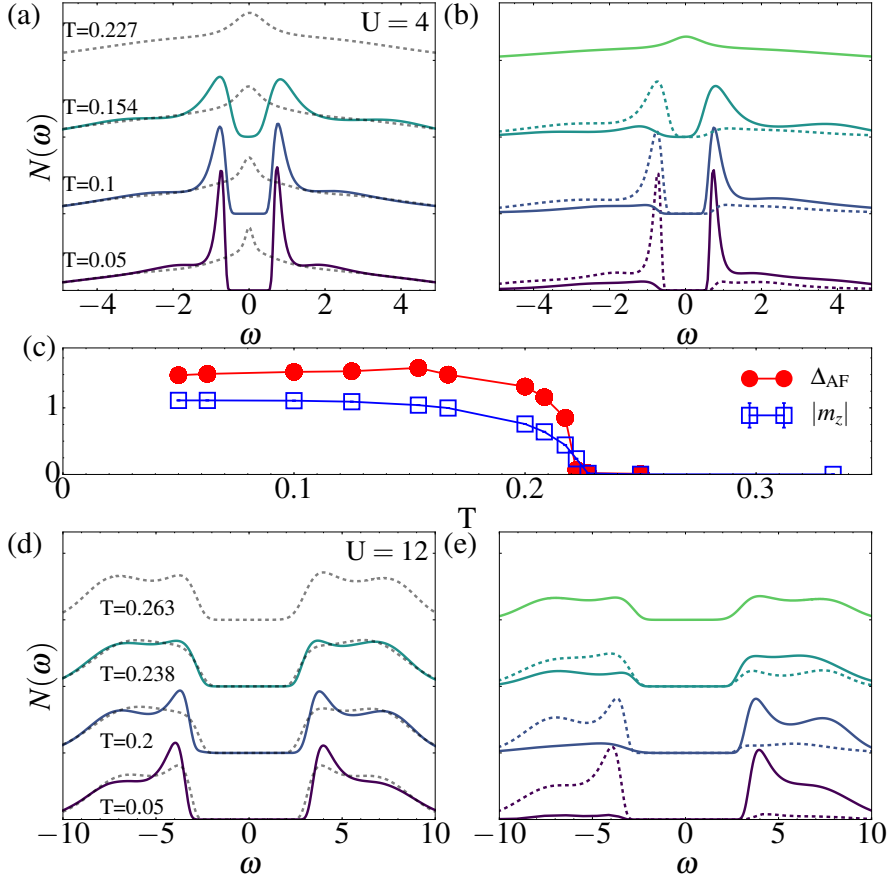 (a)
U = 4
(b)
T=0.227
T=0.154
T=0.1
T=0.05
N(ω)
−4 −2 0 2 4
ω
−4 −2 0 2 4
ω
(c)
1
0
Δ_AF
|m_z|
0 0.1 0.2 0.3
T
(d)
U = 12
(e)
T=0.263
T=0.238
T=0.2
T=0.05
N(ω)
−10 −5 0 5 10
ω
−10 −5 0 5 10
ω